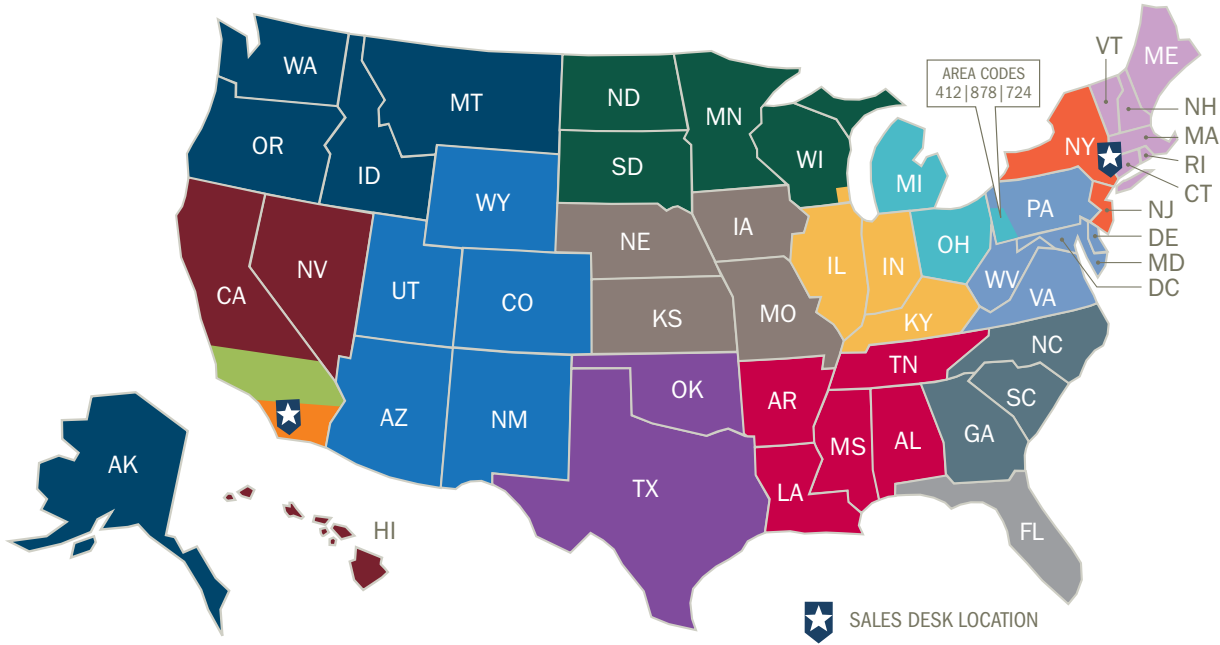 VT
ME
WA
AREA CODES
412|878|724
MT
ND
MN
NH
OR
MA
NY
WI
SD
RI
ID
MI
CT
WY
PA
NJ
IA
DE
NE
OH
IL
IN
MD
NV
WV
DC
CA
UT
CO
VA
KS
MO
KY
NC
TN
OK
AR
SC
AZ
NM
GA
MS
AL
AK
TX
LA
HI
FL
SALES DESK LOCATION